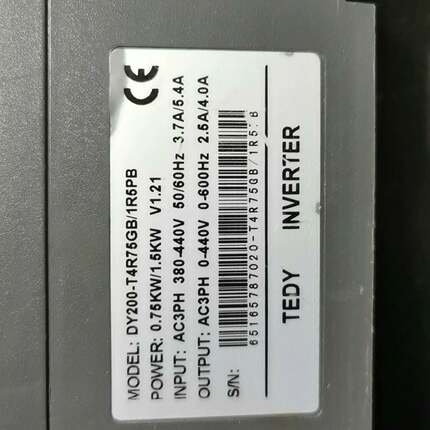 CE
MODEL: DY200-T4R75GB/1R5PB
POWER: 0.75KW/1.5KW V1.21
INPUT: AC3PH 380-440V 50/60Hz 3.7A/5.4A
OUTPUT: AC3PH 0-440V 0-600Hz 2.5A/4.0A
S/N:
65165787020-T4R75GB/1R5
TEDY INVERTER